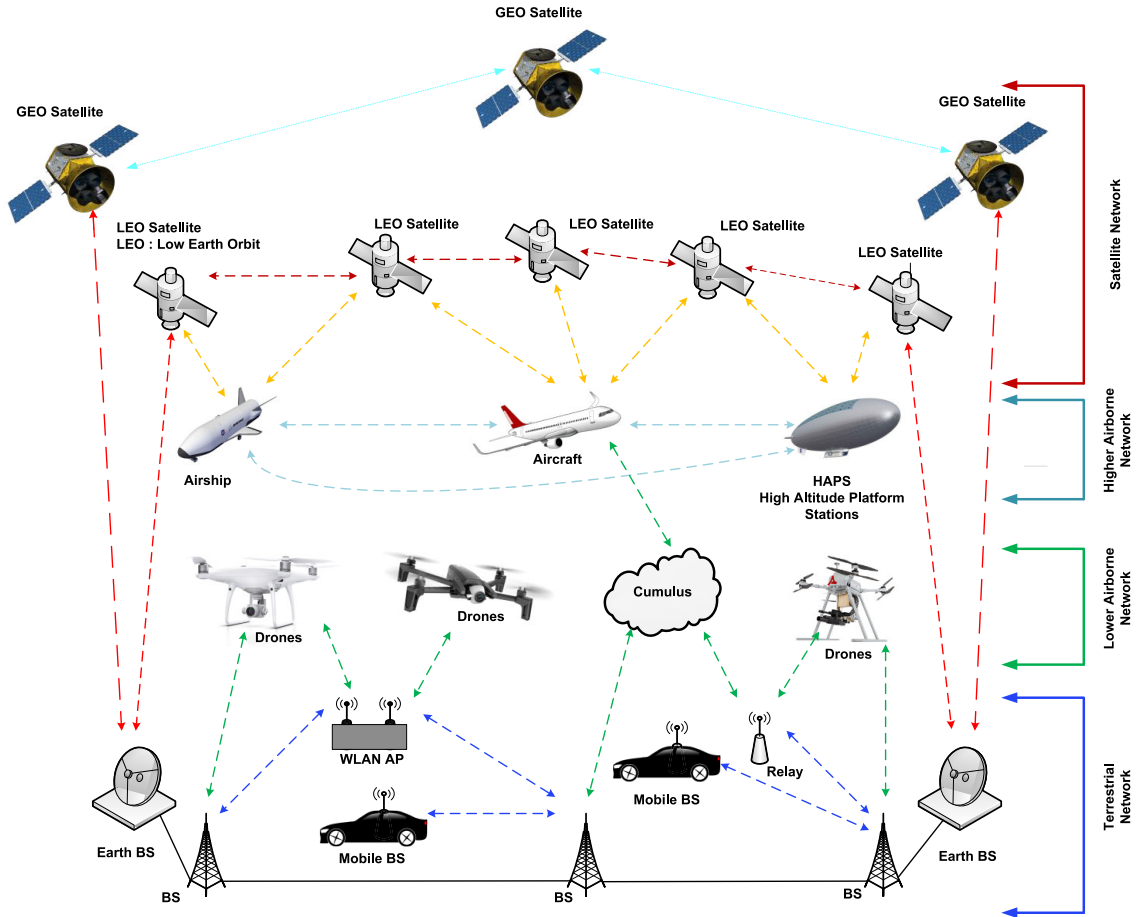 GEO Satellite
GEO Satellite
GEO Satellite
LEO Satellite
LEO : Low Earth Orbit
LEO Satellite
LEO Satellite
LEO Satellite
LEO Satellite
Satellite Network
Airship
Aircraft
HAPS
High Altitude Platform
Stations
Higher Airborne
Network
Drones
Drones
Cumulus
Drones
Lower Airborne
Network
WLAN AP
Relay
Mobile BS
Mobile BS
Earth BS
Earth BS
BS
BS
BS
Terrestrial
Network